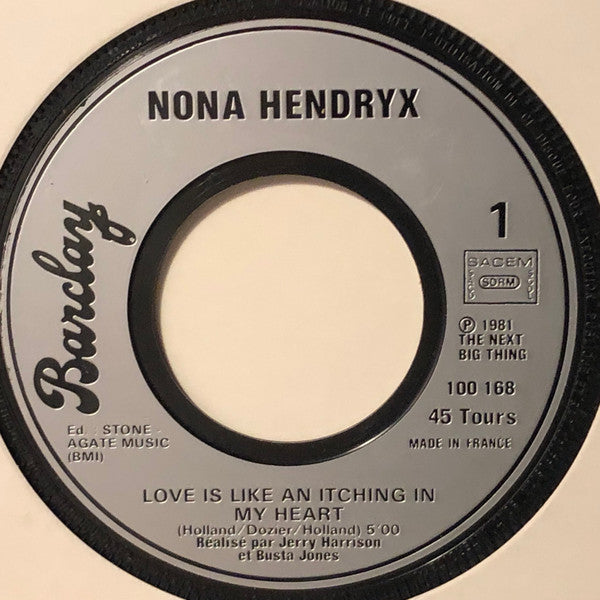 NONA HENDRYX
Barclay
1
SACEM
SDRM
Ⓟ 1981
THE NEXT
BIG THING
100 168
45 Tours
MADE IN FRANCE
Ed. : STONE -
AGATE MUSIC
(BMI)
LOVE IS LIKE AN ITCHING IN
MY HEART
(Holland/Dozier/Holland) 5'00
Réalisé par Jerry Harrison
et Busta Jones